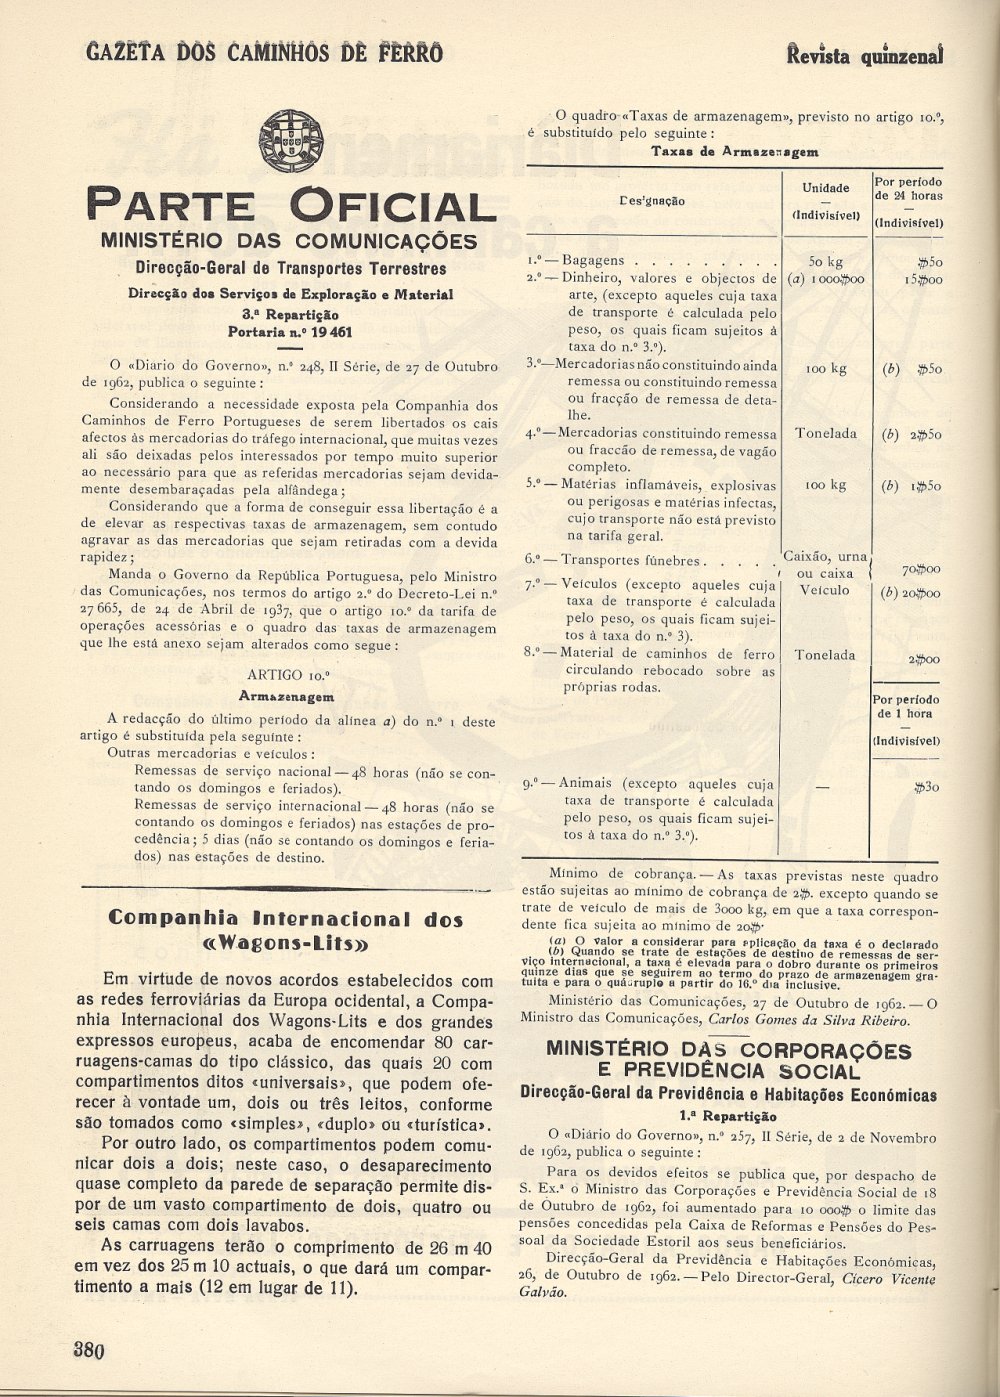 GAZETA DOS CAMINHOS DE FERRO
Revista quinzenal
PARTE OFICIAL
MINISTÉRIO DAS COMUNICAÇÕES
Direcção-Geral de Transportes Terrestres
Direcção dos Serviços de Exploração e Material
3.ª Repartição
Portaria n.º 19 461
O «Diário do Governo», n.º 248, II Série, de 27 de Outubro
de 1962, publica o seguinte :
Considerando a necessidade exposta pela Companhia dos
Caminhos de Ferro Portugueses de serem libertados os cais
afectos às mercadorias do tráfego internacional, que muitas vezes
ali são deixadas pelos interessados por tempo muito superior
ao necessário para que as referidas mercadorias sejam devida-
mente desembaraçadas pela alfândega ;
Considerando que a forma de conseguir essa libertação é a
de elevar as respectivas taxas de armazenagem, sem contudo
agravar as das mercadorias que sejam retiradas com a devida
rapidez ;
Manda o Governo da República Portuguesa, pelo Ministro
das Comunicações, nos termos do artigo 2.º do Decreto-Lei n.º
27 665, de 24 de Abril de 1937, que o artigo 10.º da tarifa de
operações acessórias e o quadro das taxas de armazenagem
que lhe está anexo sejam alterados como segue :
ARTIGO 10.º
Armazenagem
A redacção do último período da alínea a) do n.º 1 deste
artigo é substituída pela seguinte :
Outras mercadorias e veículos :
Remessas de serviço nacional — 48 horas (não se con-
tando os domingos e feriados).
Remessas de serviço internacional — 48 horas (não se
contando os domingos e feriados) nas estações de pro-
cedência ; 5 dias (não se contando os domingos e feria-
dos) nas estações de destino.
Companhia Internacional dos
«Wagons-Lits»
Em virtude de novos acordos estabelecidos com
as redes ferroviárias da Europa ocidental, a Compa-
nhia Internacional dos Wagons-Lits e dos grandes
expressos europeus, acaba de encomendar 80 car-
ruagens-camas do tipo clássico, das quais 20 com
compartimentos ditos «universais», que podem ofe-
recer à vontade um, dois ou três leitos, conforme
são tomados como «simples», «duplo» ou «turística».
Por outro lado, os compartimentos podem comu-
nicar dois a dois; neste caso, o desaparecimento
quase completo da parede de separação permite dis-
por de um vasto compartimento de dois, quatro ou
seis camas com dois lavabos.
As carruagens terão o comprimento de 26 m 40
em vez dos 25 m 10 actuais, o que dará um compar-
timento a mais (12 em lugar de 11).
O quadro «Taxas de armazenagem», previsto no artigo 10.º,
é substituído pelo seguinte :
Taxas de Armazenagem
Designação
Unidade
—
(Indivisível)
Por período
de 24 horas
—
(Indivisível)
1.º — Bagagens . . . . . . . . . 50 kg $50
2.º — Dinheiro, valores e objectos de (a) 1 000$00 15$00
arte, (excepto aqueles cuja taxa
de transporte é calculada pelo
peso, os quais ficam sujeitos à
taxa do n.º 3.º).
3.º—Mercadorias não constituindo ainda 100 kg (b) $50
remessa ou constituindo remessa
ou fracção de remessa de deta-
lhe.
4.º—Mercadorias constituindo remessa Tonelada (b) 2$50
ou fraccão de remessa, de vagão
completo.
5.º — Matérias inflamáveis, explosivas 100 kg (b) 1$50
ou perigosas e matérias infectas,
cujo transporte não está previsto
na tarifa geral.
6.º — Transportes fúnebres . . . . . Caixão, urna
ou caixa 70$00
7.º — Veículos (excepto aqueles cuja Veículo (b) 20$00
taxa de transporte é calculada
pelo peso, os quais ficam sujei-
tos à taxa do n.º 3).
8.º — Material de caminhos de ferro Tonelada 2$00
circulando rebocado sobre as
próprias rodas.
Por período
de 1 hora
—
(Indivisível)
9.º — Animais (excepto aqueles cuja — $30
taxa de transporte é calculada
pelo peso, os quais ficam sujei-
tos à taxa do n.º 3.º).
Mínimo de cobrança. — As taxas previstas neste quadro
estão sujeitas ao mínimo de cobrança de 2$. excepto quando se
trate de veículo de mais de 3000 kg, em que a taxa correspon-
dente fica sujeita ao mínimo de 20$.
(a) O valor a considerar para aplicação da taxa é o declarado
(b) Quando se trate de estações de destino de remessas de ser-
viço internacional, a taxa é elevada para o dobro durante os primeiros
quinze dias que se seguirem ao termo do prazo de armazenagem gra-
tuita e para o quádruplo a partir do 16.º dia inclusive.
Ministério das Comunicações, 27 de Outubro de 1962. — O
Ministro das Comunicações, Carlos Gomes da Silva Ribeiro.
MINISTÉRIO DAS CORPORAÇÕES
E PREVIDÊNCIA SOCIAL
Direcção-Geral da Previdência e Habitações Económicas
1.ª Repartição
O «Diário do Governo», n.º 257, II Série, de 2 de Novembro
de 1962, publica o seguinte :
Para os devidos efeitos se publica que, por despacho de
S. Ex.ª o Ministro das Corporações e Previdência Social de 18
de Outubro de 1962, foi aumentado para 10 000$ o limite das
pensões concedidas pela Caixa de Reformas e Pensões do Pes-
soal da Sociedade Estoril aos seus beneficiários.
Direcção-Geral da Previdência e Habitações Económicas,
26, de Outubro de 1962. — Pelo Director-Geral, Cícero Vicente
Galvão.
380